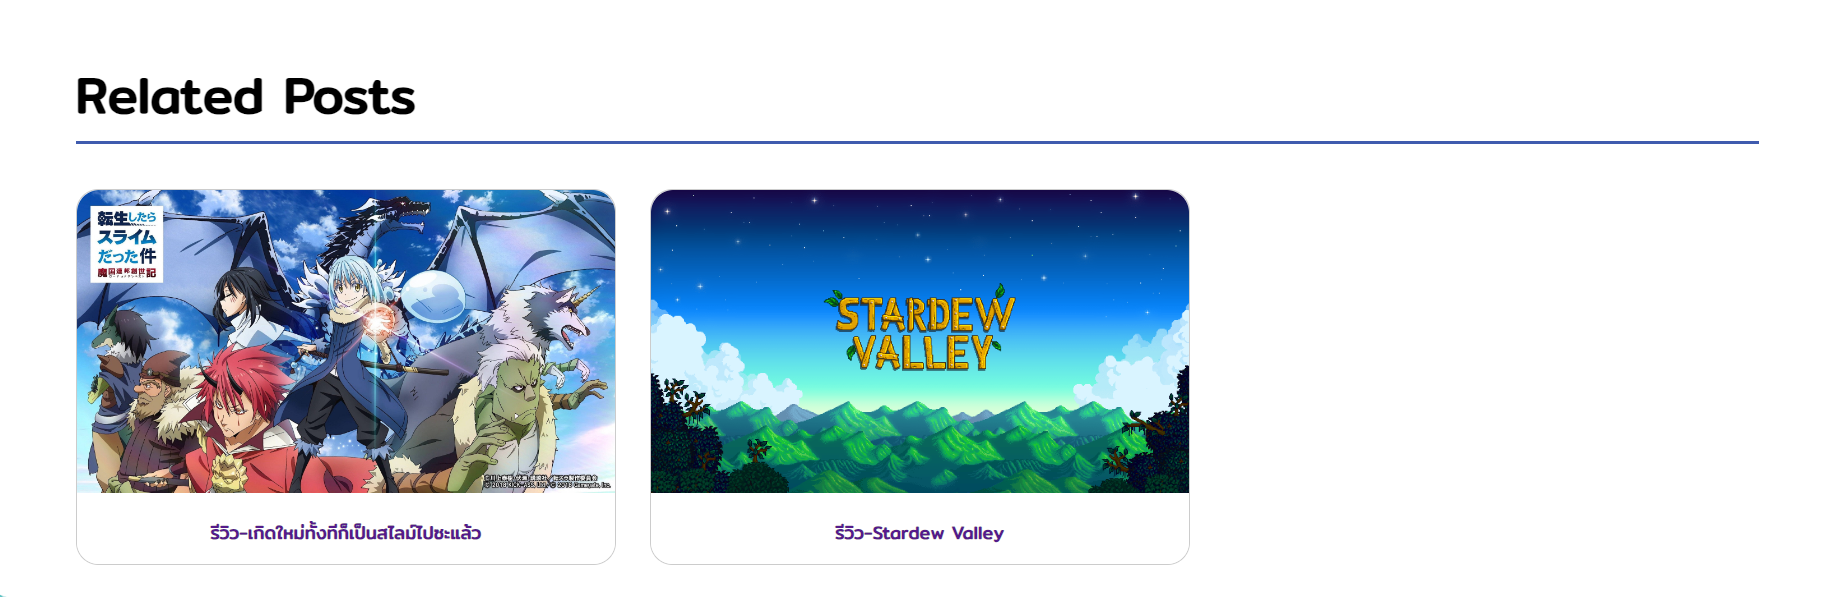 Related Posts
転生したら
スライム
だった件
魔国連邦創世記
STARDEW
VALLEY
รีวิว-เกิดใหม่ทั้งทีก็เป็นสไลม์ไปซะแล้ว
รีวิว-Stardew Valley